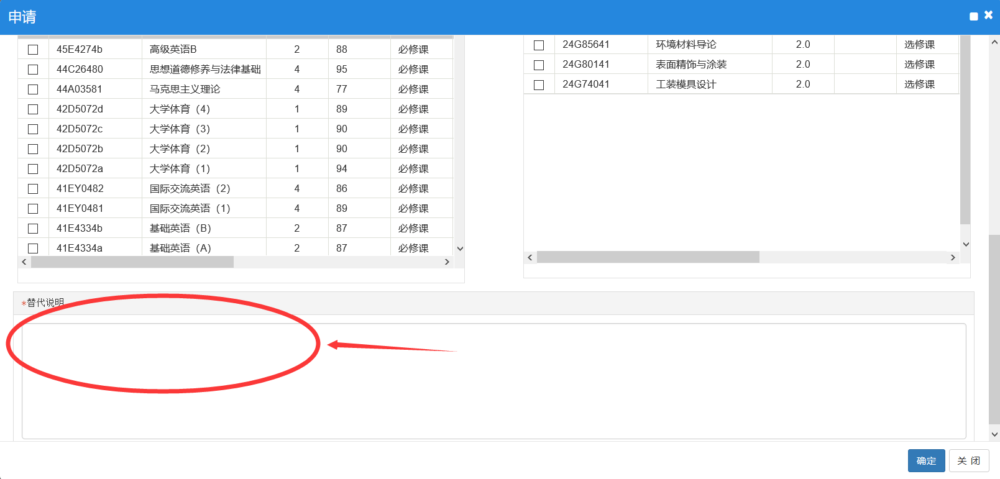 申请
45E4274b 高级英语B 2 88 必修课
44C26480 思想道德修养与法律基础 4 95 必修课
44A03581 马克思主义理论 4 77 必修课
42D5072d 大学体育（4） 1 89 必修课
42D5072c 大学体育（3） 1 90 必修课
42D5072b 大学体育（2） 1 90 必修课
42D5072a 大学体育（1） 1 94 必修课
41EY0482 国际交流英语（2） 4 86 必修课
41EY0481 国际交流英语（1） 4 89 必修课
41E4334b 基础英语（B） 2 87 必修课
41E4334a 基础英语（A） 2 87 必修课
24G85641 环境材料导论 2.0 选修课
24G80141 表面精饰与涂装 2.0 选修课
24G74041 工装模具设计 2.0 选修课
*替代说明
确定 关 闭